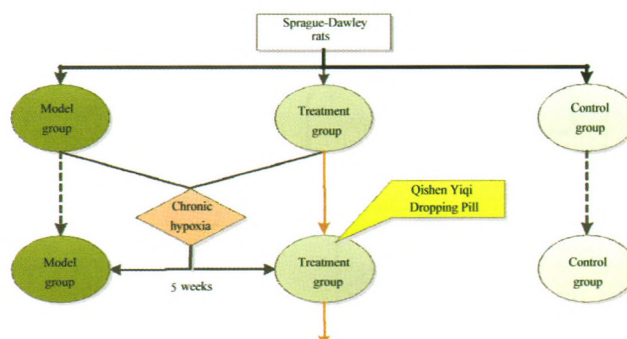 Sprague-Dawley
rats
Model
group
Treatment
group
Control
group
Qishen Yiqi
Dropping Pill
Chronic
hypoxia
Model
group
5 weeks
Treatment
group
Control
group